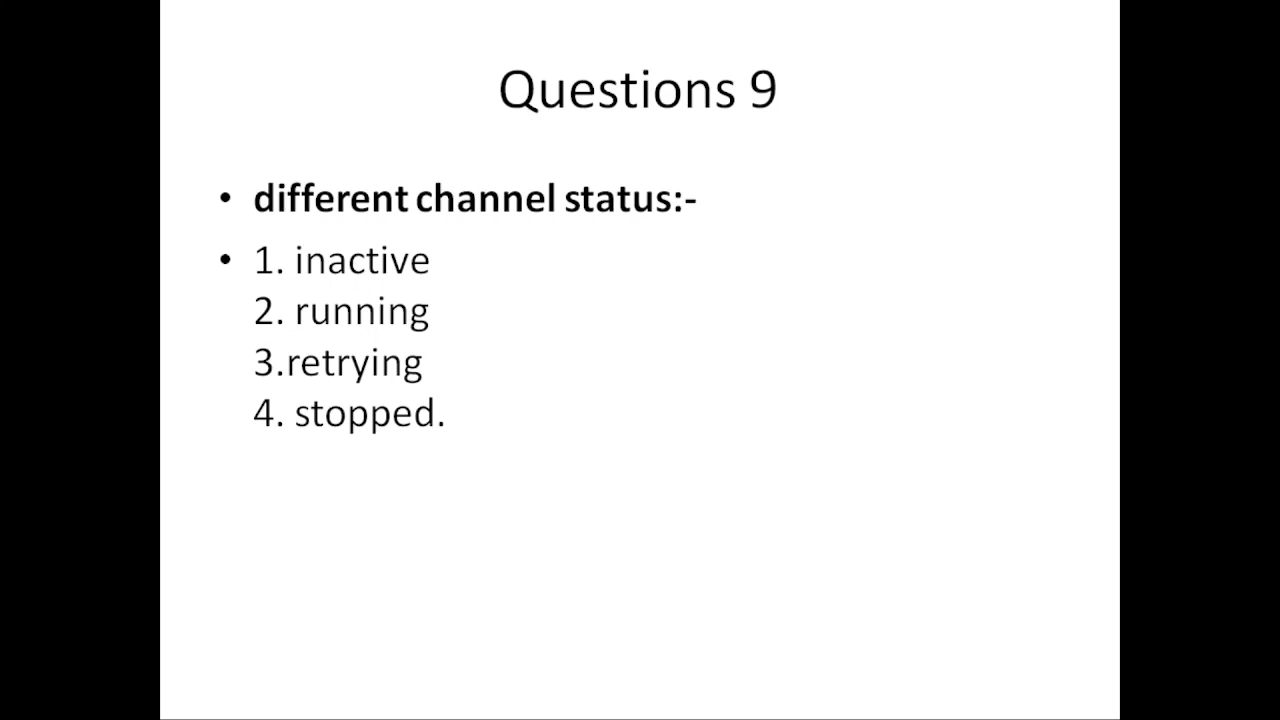 Questions 9
• different channel status:-
• 1. inactive
2. running
3.retrying
4. stopped.